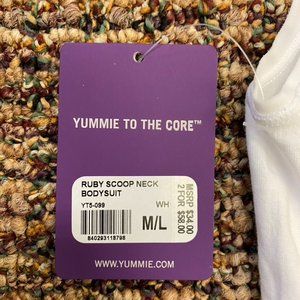 YUMMIE TO THE CORE™
RUBY SCOOP NECK
BODYSUIT
YT5-099
WH
M/L
840293118798
MSRP $34.00
2 FOR $58.00
WWW.YUMMIE.COM